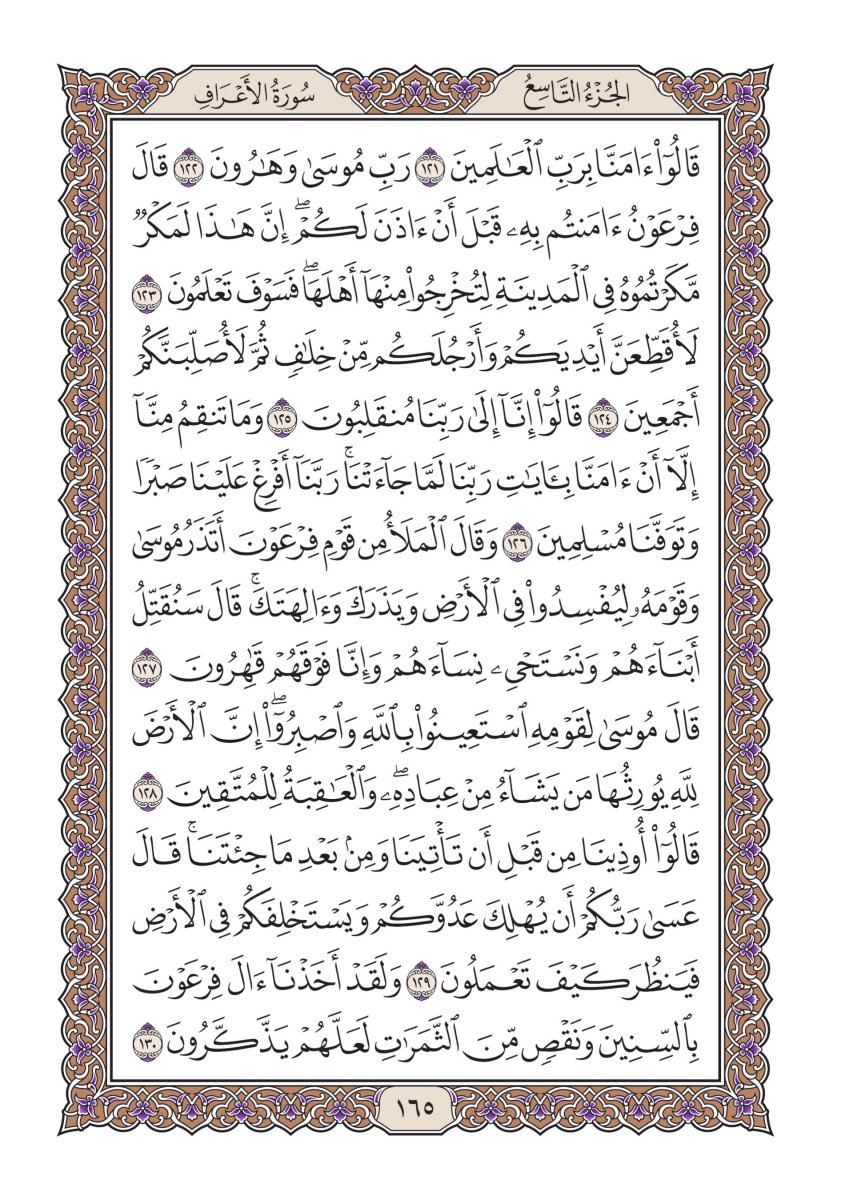 الجُزْءُ التَّاسِعُ
سُورَةُ الأَعْرَافِ
قَالُوٓاْ ءَامَنَّا بِرَبِّ ٱلْعَـٰلَمِينَ ١٢١ رَبِّ مُوسَىٰ وَهَـٰرُونَ ١٢٢ قَالَ
فِرْعَوْنُ ءَامَنتُم بِهِۦ قَبْلَ أَنْ ءَاذَنَ لَكُمْۖ إِنَّ هَـٰذَا لَمَكْرٌ
مَّكَرْتُمُوهُ فِى ٱلْمَدِينَةِ لِتُخْرِجُواْ مِنْهَآ أَهْلَهَاۖ فَسَوْفَ تَعْلَمُونَ ١٢٣
لَأُقَطِّعَنَّ أَيْدِيَكُمْ وَأَرْجُلَكُم مِّنْ خِلَـٰفٍ ثُمَّ لَأُصَلِّبَنَّكُمْ
أَجْمَعِينَ ١٢٤ قَالُوٓاْ إِنَّآ إِلَىٰ رَبِّنَا مُنقَلِبُونَ ١٢٥ وَمَا تَنقِمُ مِنَّآ
إِلَّآ أَنْ ءَامَنَّا بِـَٔايَـٰتِ رَبِّنَا لَمَّا جَآءَتْنَاۚ رَبَّنَآ أَفْرِغْ عَلَيْنَا صَبْرًا
وَتَوَفَّنَا مُسْلِمِينَ ١٢٦ وَقَالَ ٱلْمَلَأُ مِن قَوْمِ فِرْعَوْنَ أَتَذَرُ مُوسَىٰ
وَقَوْمَهُۥ لِيُفْسِدُواْ فِى ٱلْأَرْضِ وَيَذَرَكَ وَءَالِهَتَكَۚ قَالَ سَنُقَتِّلُ
أَبْنَآءَهُمْ وَنَسْتَحْىِۦ نِسَآءَهُمْ وَإِنَّا فَوْقَهُمْ قَـٰهِرُونَ ١٢٧
قَالَ مُوسَىٰ لِقَوْمِهِ ٱسْتَعِينُواْ بِٱللَّهِ وَٱصْبِرُوٓاْۖ إِنَّ ٱلْأَرْضَ
لِلَّهِ يُورِثُهَا مَن يَشَآءُ مِنْ عِبَادِهِۦۖ وَٱلْعَـٰقِبَةُ لِلْمُتَّقِينَ ١٢٨
قَالُوٓاْ أُوذِينَا مِن قَبْلِ أَن تَأْتِيَنَا وَمِنۢ بَعْدِ مَا جِئْتَنَاۚ قَالَ
عَسَىٰ رَبُّكُمْ أَن يُهْلِكَ عَدُوَّكُمْ وَيَسْتَخْلِفَكُمْ فِى ٱلْأَرْضِ
فَيَنظُرَ كَيْفَ تَعْمَلُونَ ١٢٩ وَلَقَدْ أَخَذْنَآ ءَالَ فِرْعَوْنَ
بِٱلسِّنِينَ وَنَقْصٍ مِّنَ ٱلثَّمَرَٰتِ لَعَلَّهُمْ يَذَّكَّرُونَ ١٣٠
١٦٥